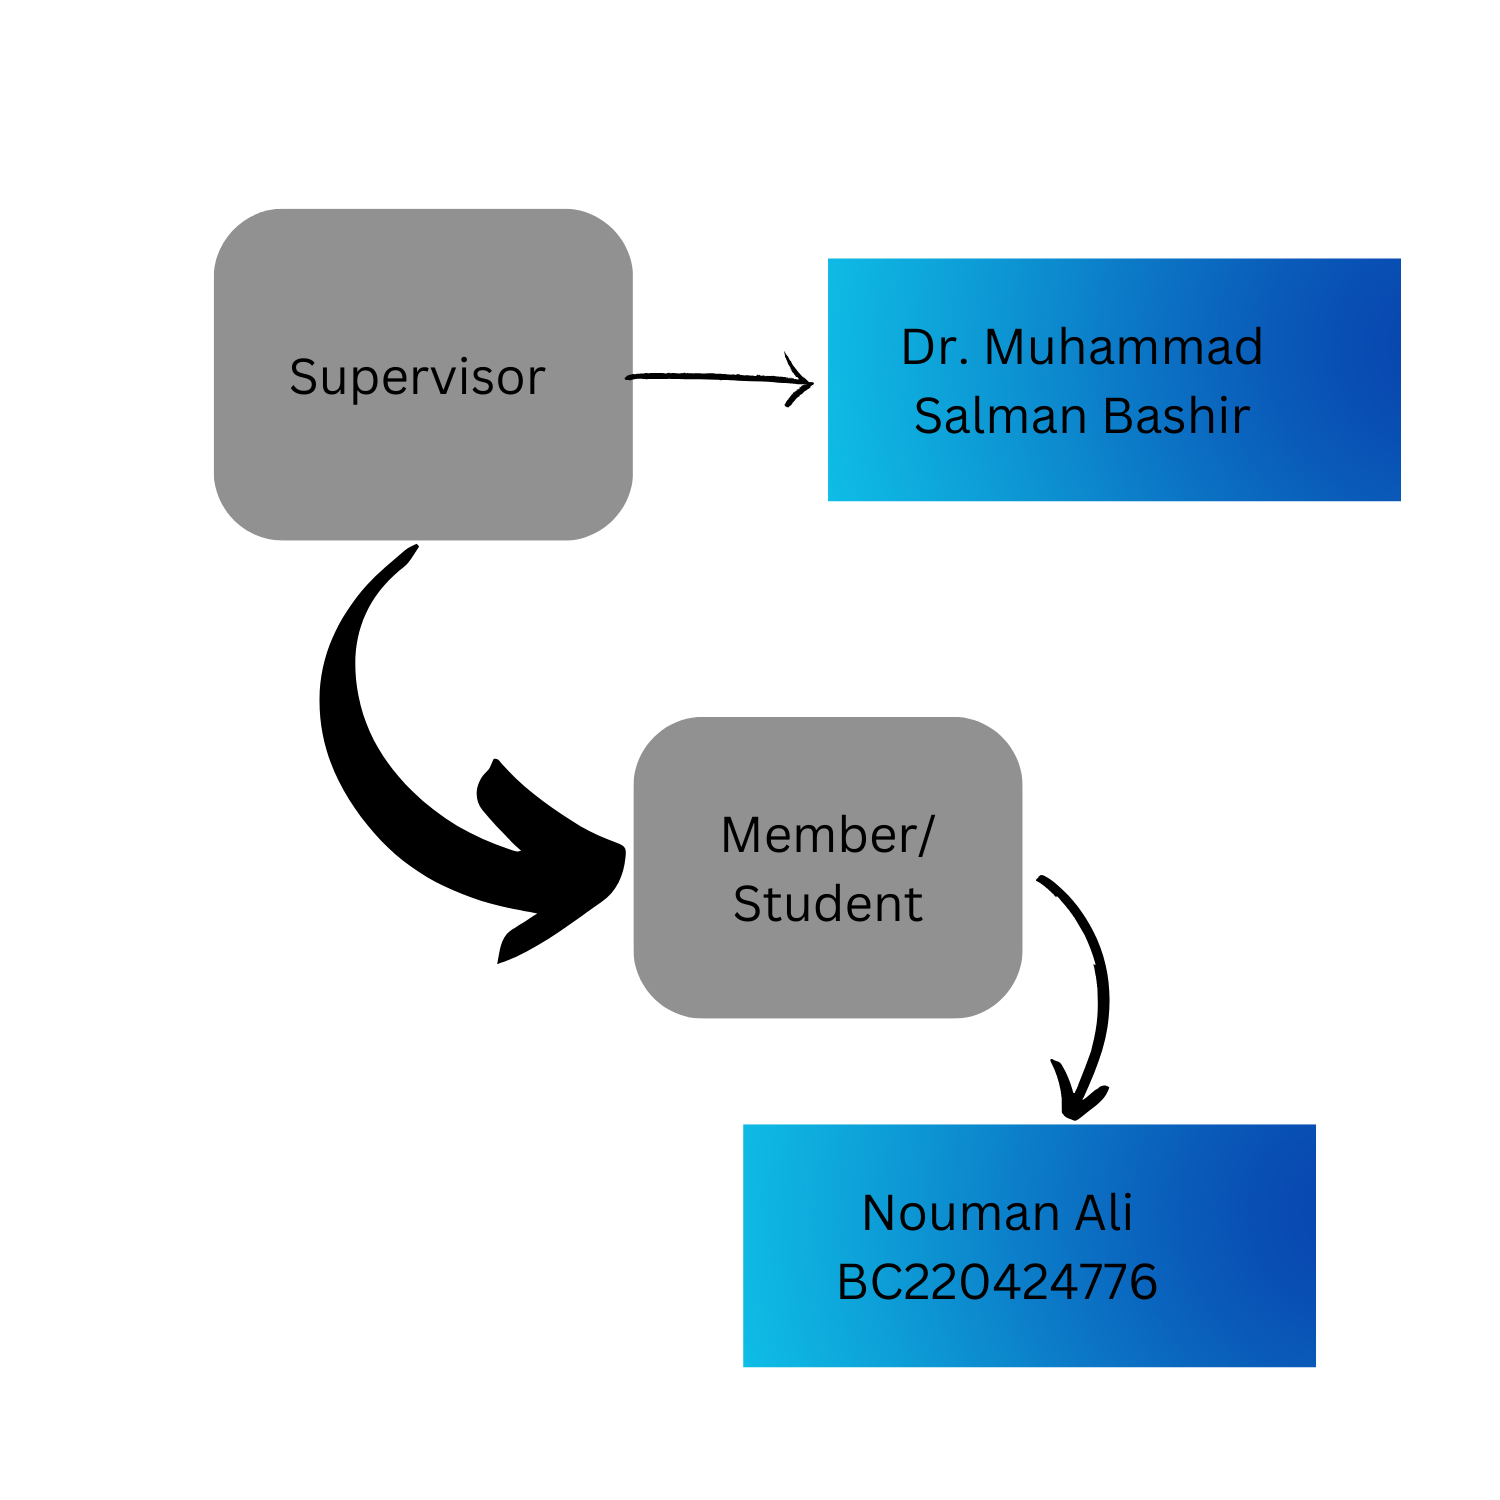 Supervisor
Dr. Muhammad
Salman Bashir
Member/
Student
Nouman Ali
BC220424776